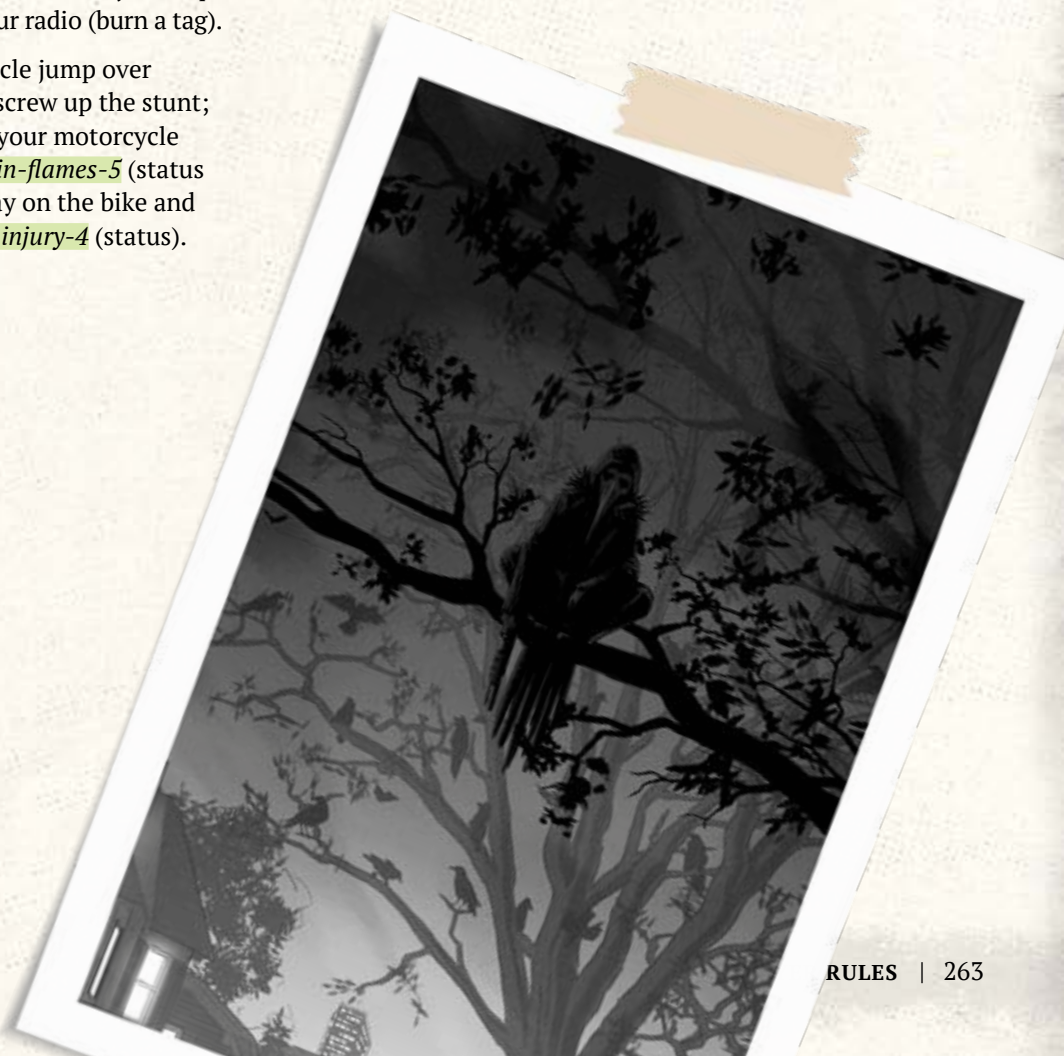 ur radio (burn a tag).
cle jump over
screw up the stunt;
your motorcycle
in-flames-5 (status
ay on the bike and
injury-4 (status).
RULES | 263